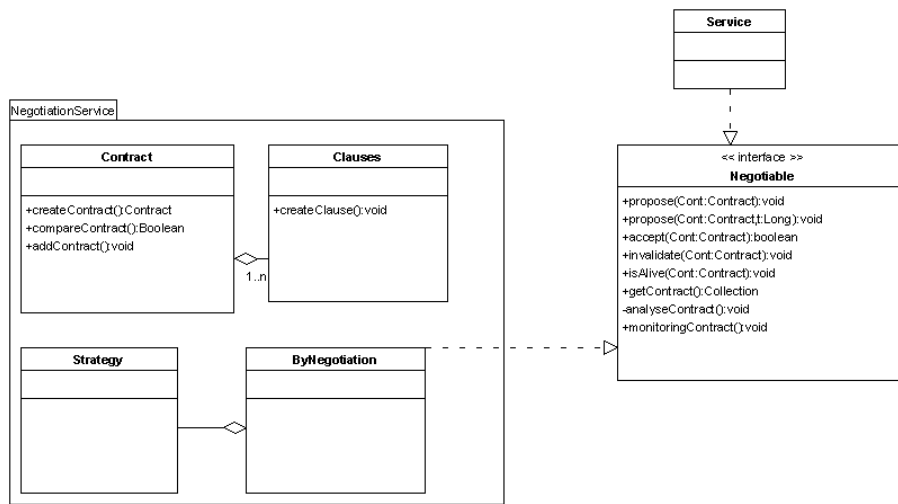 Service
NegotiationService
Contract
+createContract():Contract
+compareContract():Boolean
+addContract():void
Clauses
+createClause():void
1..n
<< interface >>
Negotiable
+propose(Cont:Contract):void
+propose(Cont:Contract,t:Long):void
+accept(Cont:Contract):boolean
+invalidate(Cont:Contract):void
+isAlive(Cont:Contract):void
+getContract():Collection
-analyseContract():void
+monitoringContract():void
Strategy
ByNegotiation